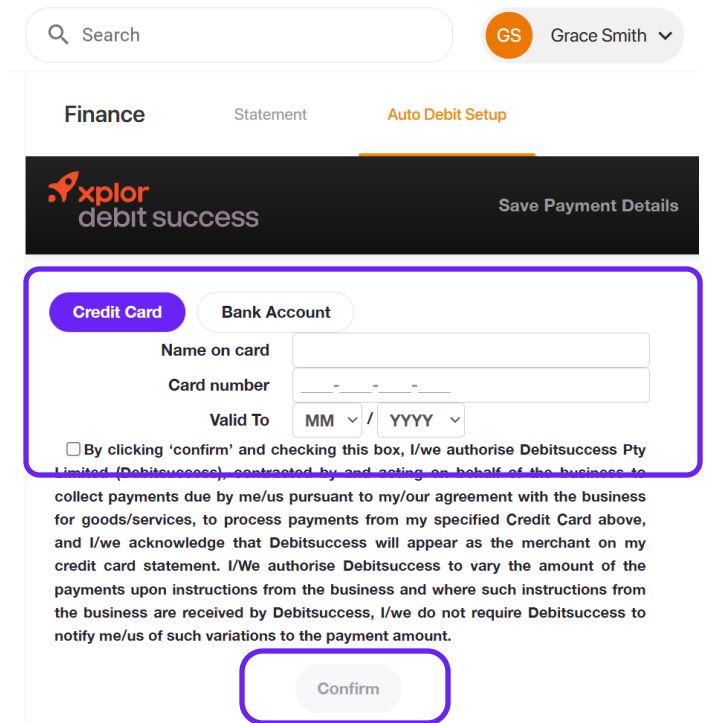 Search
GS Grace Smith
Finance Statement Auto Debit Setup
xplor
debit success
Save Payment Details
Credit Card Bank Account
Name on card
Card number ____-____-____-____
Valid To MM / YYYY
By clicking ‘confirm’ and checking this box, I/we authorise Debitsuccess Pty
Limited (Debitsuccess), contracted by and acting on behalf of the business to
collect payments due by me/us pursuant to my/our agreement with the business
for goods/services, to process payments from my specified Credit Card above,
and I/we acknowledge that Debitsuccess will appear as the merchant on my
credit card statement. I/We authorise Debitsuccess to vary the amount of the
payments upon instructions from the business and where such instructions from
the business are received by Debitsuccess, I/we do not require Debitsuccess to
notify me/us of such variations to the payment amount.
Confirm